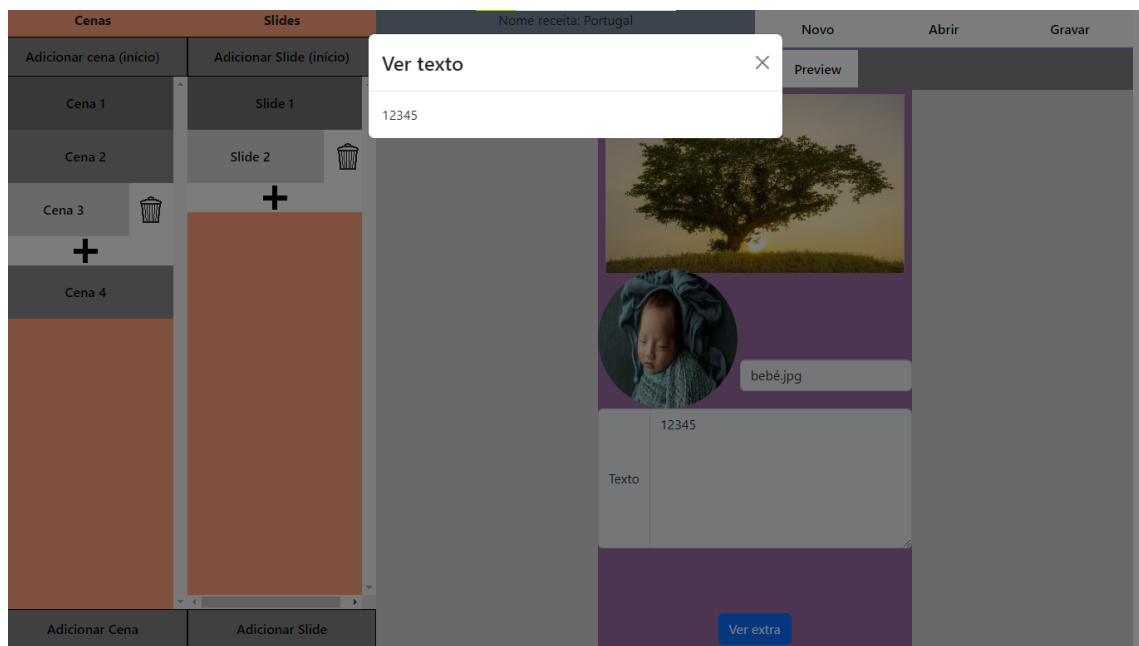 Cenas
Slides
Nome receita: Portugal
Novo
Abrir
Gravar
Adicionar cena (início)
Adicionar Slide (início)
Ver texto
Preview
12345
Cena 1
Slide 1
Cena 2
Slide 2
Cena 3
Cena 4
bebé.jpg
Texto
12345
Adicionar Cena
Adicionar Slide
Ver extra